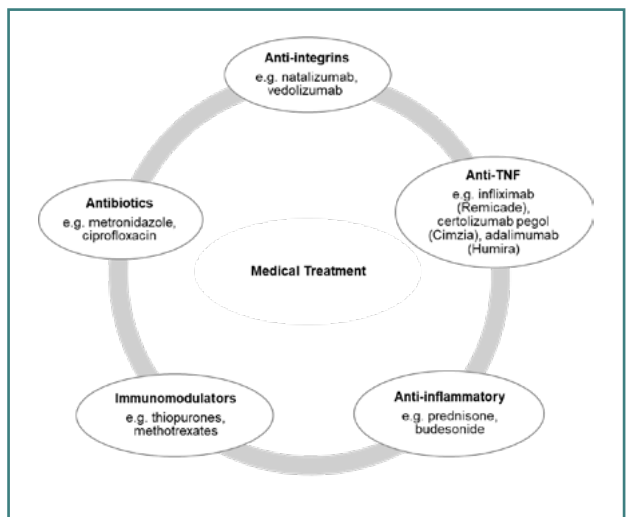 Anti-integrins
e.g. natalizumab,
vedolizumab
Anti-TNF
e.g. infliximab
(Remicade),
certolizumab pegol
(Cimzia), adalimumab
(Humira)
Antibiotics
e.g. metronidazole,
ciprofloxacin
Medical Treatment
Immunomodulators
e.g. thiopurones,
methotrexates
Anti-inflammatory
e.g. prednisone,
budesonide